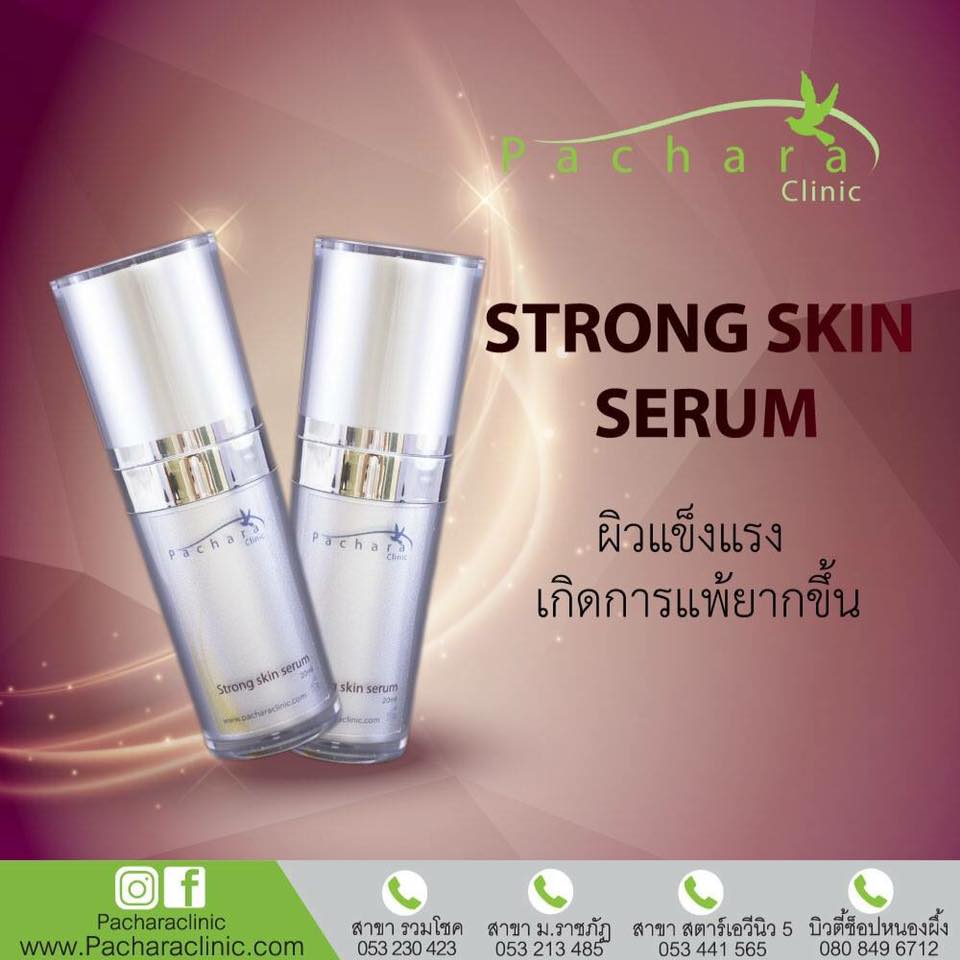 Pachara
Clinic
STRONG SKIN
SERUM
ผิวแข็งแรง
เกิดการแพ้ยากขึ้น
Pachara
Clinic
Strong skin serum
20ml
www.pacharaclinic.com
Pachara
Clinic
skin serum
20ml
Pacharaclinic
www.Pacharaclinic.com
สาขา รวมโชค
053 230 423
สาขา ม.ราชภัฏ
053 213 485
สาขา สตาร์เอวีนิว 5
053 441 565
บิวตี้ช็อปหนองผึ้ง
080 849 6712